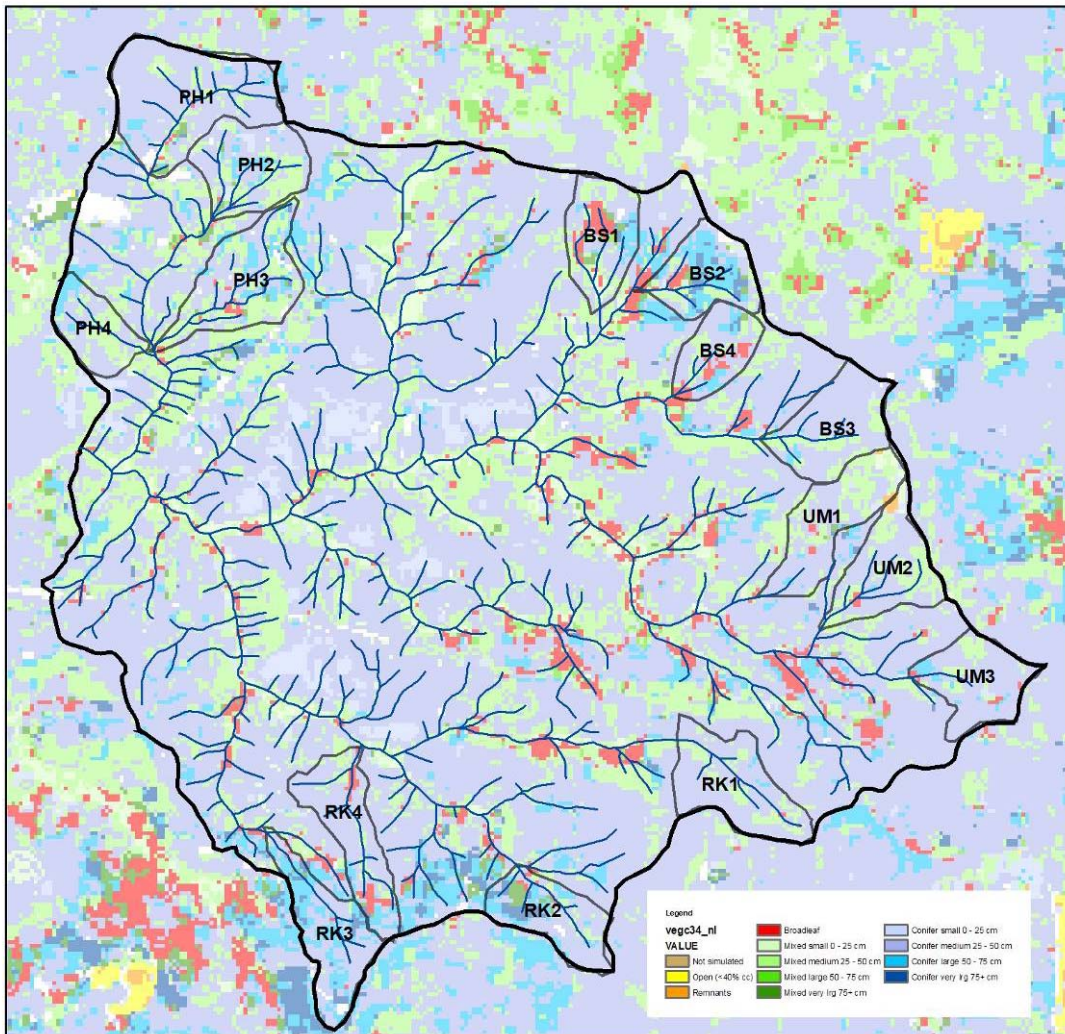 PH1
PH2
BS1
BS2
PH3
PH4
BS4
BS3
UM1
UM2
UM3
RK1
RK4
RK2
RK3
Legend
vegc34_nl
VALUE
Not simulated
Open (<40% cc)
Remnants
Broadleaf
Mixed small 0 - 25 cm
Mixed medium 25 - 50 cm
Mixed large 50 - 75 cm
Mixed very lrg 75+ cm
Conifer small 0 - 25 cm
Conifer medium 25 - 50 cm
Conifer large 50 - 75 cm
Conifer very lrg 75+ cm